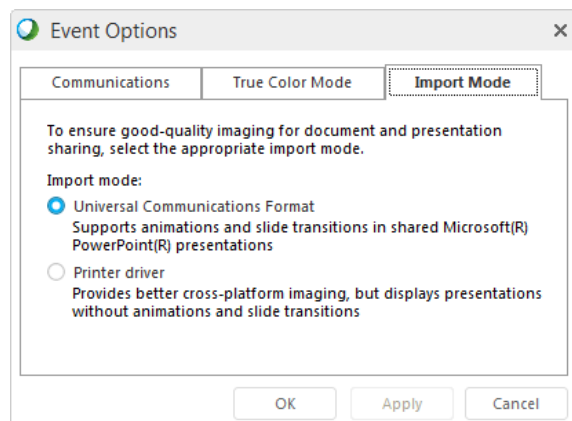 Event Options
Communications
True Color Mode
Import Mode
To ensure good-quality imaging for document and presentation
sharing, select the appropriate import mode.
Import mode:
Universal Communications Format
Supports animations and slide transitions in shared Microsoft(R)
PowerPoint(R) presentations
Printer driver
Provides better cross-platform imaging, but displays presentations
without animations and slide transitions
OK
Apply
Cancel